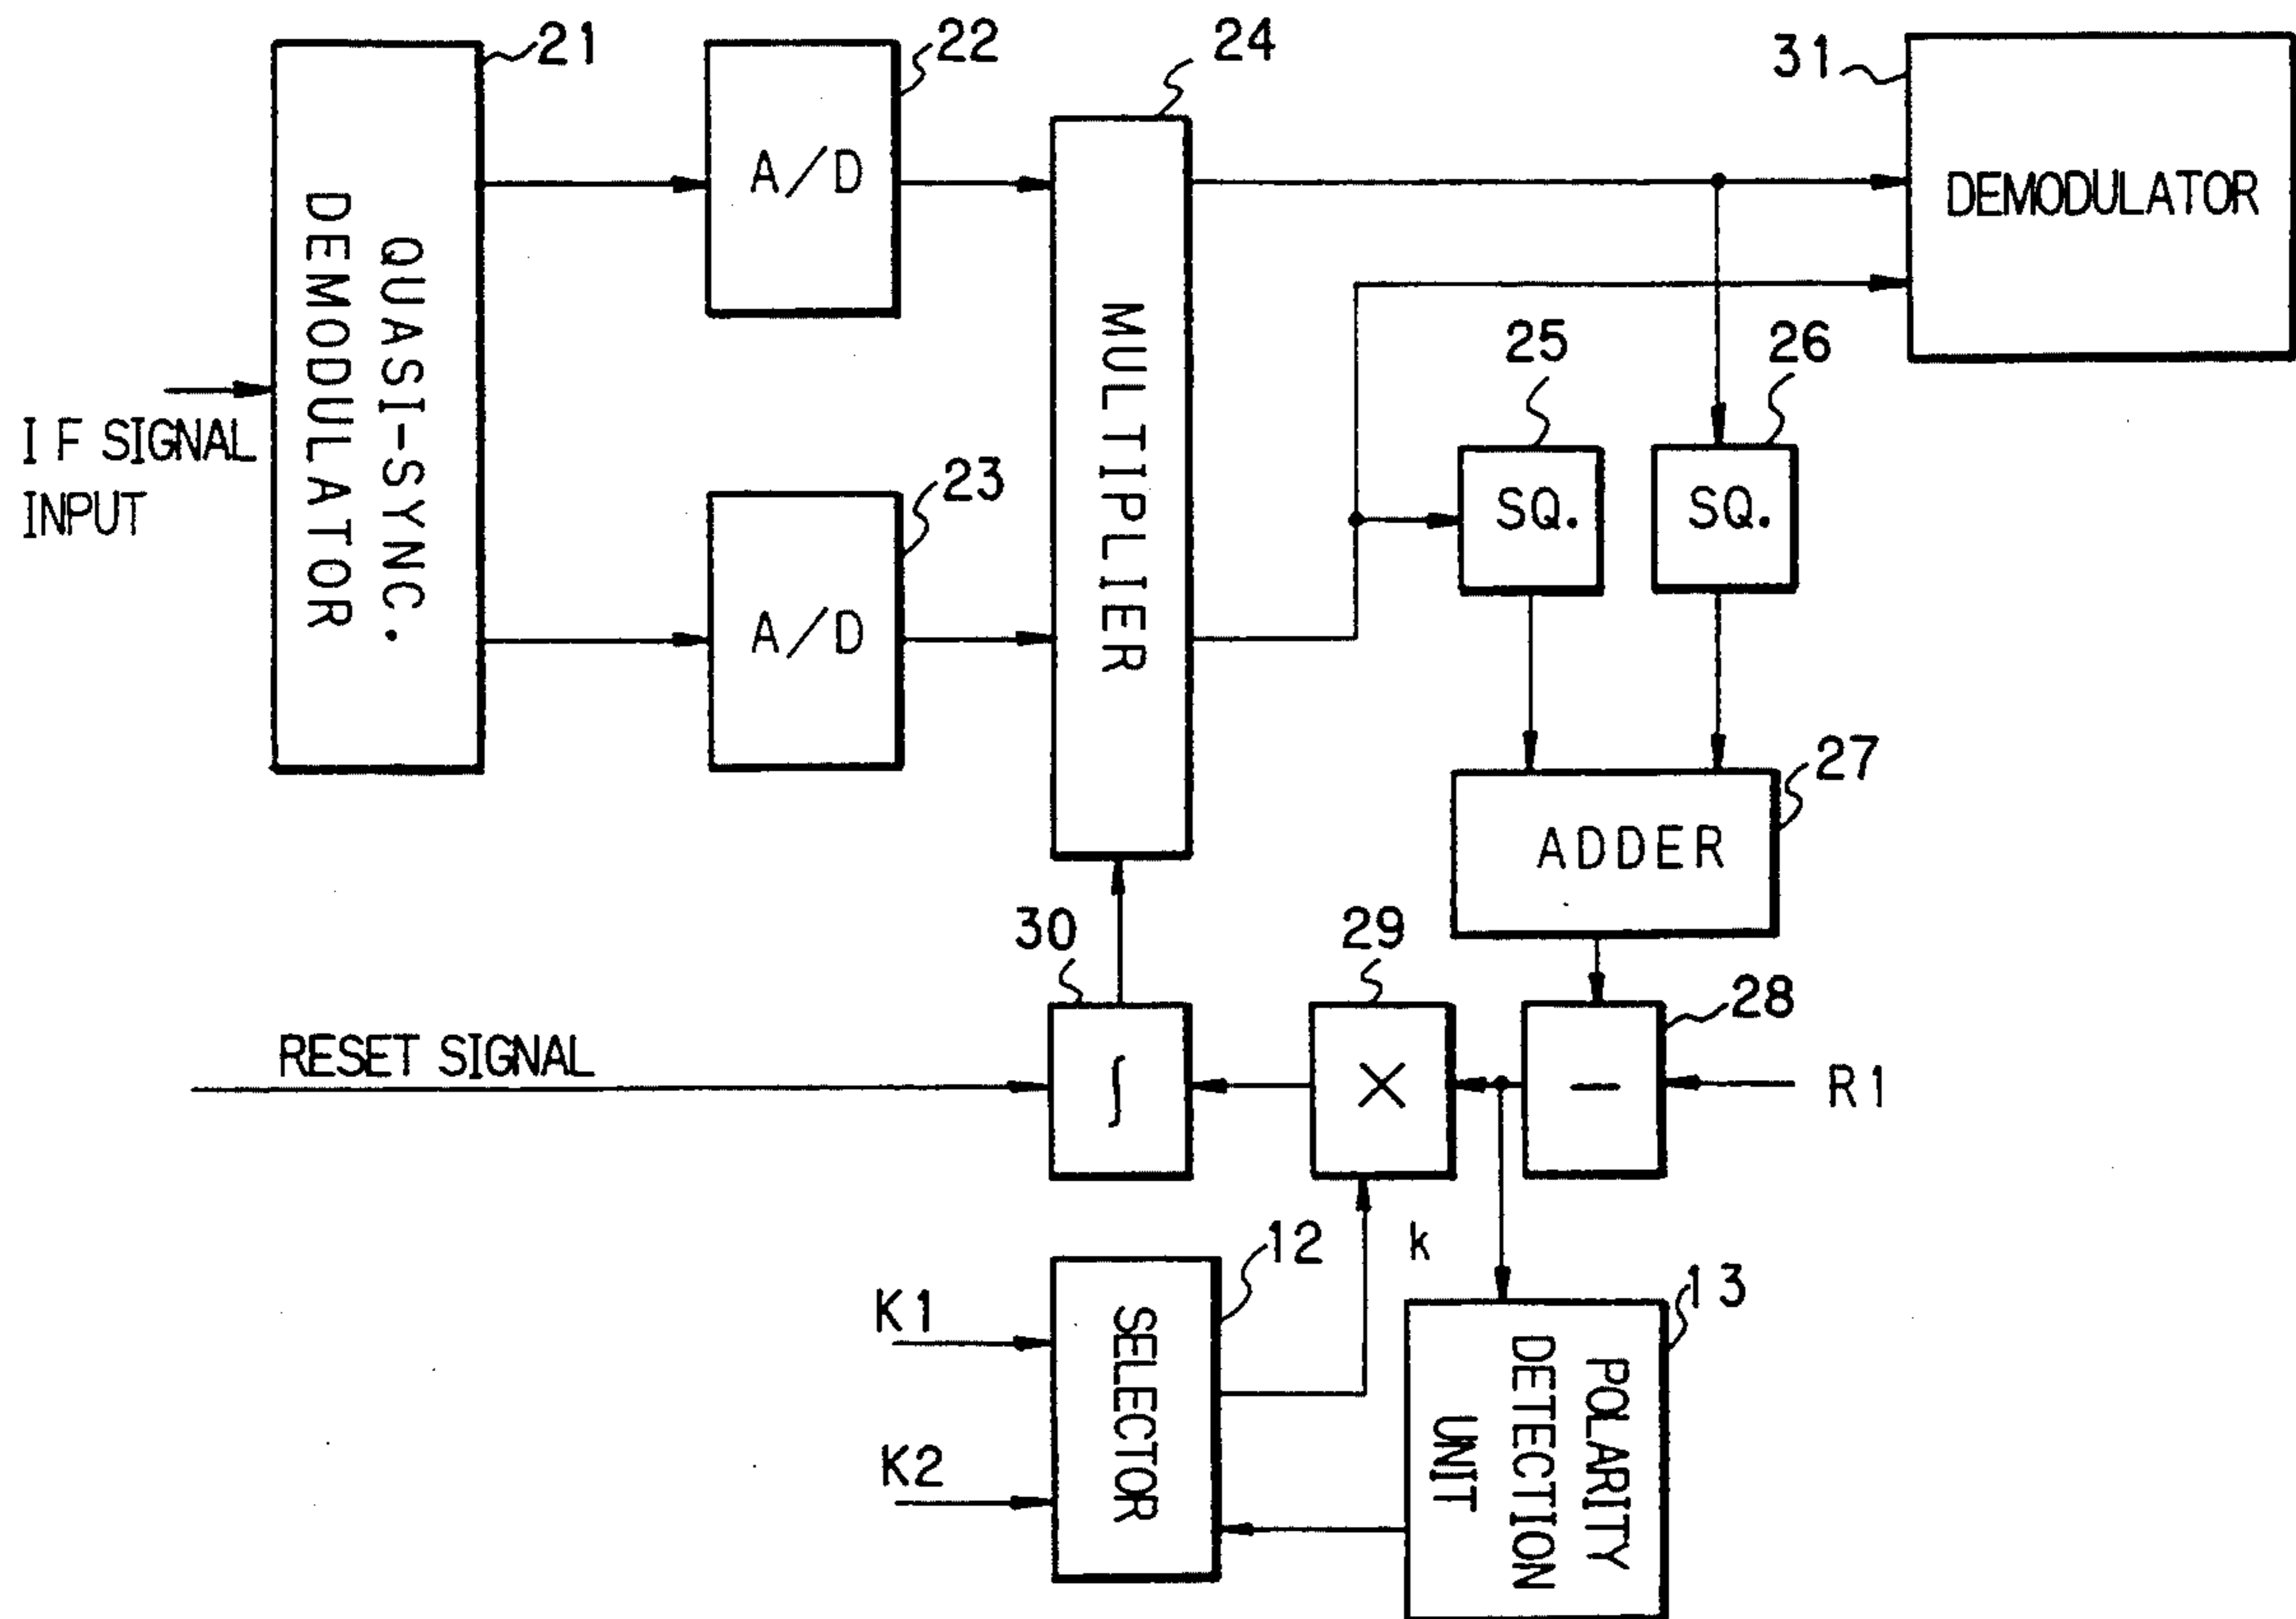 21
22
24
31
A/D
DEMODULATOR
QUASI-SYNC.
DEMODULATOR
MULTIPLIER
25
26
I F SIGNAL
INPUT
23
SQ.
SQ.
A/D
27
ADDER
30
29
28
RESET SIGNAL
∫
×
−
R1
12
k
13
K1
SELECTOR
POLARITY
DETECTION
UNIT
K2